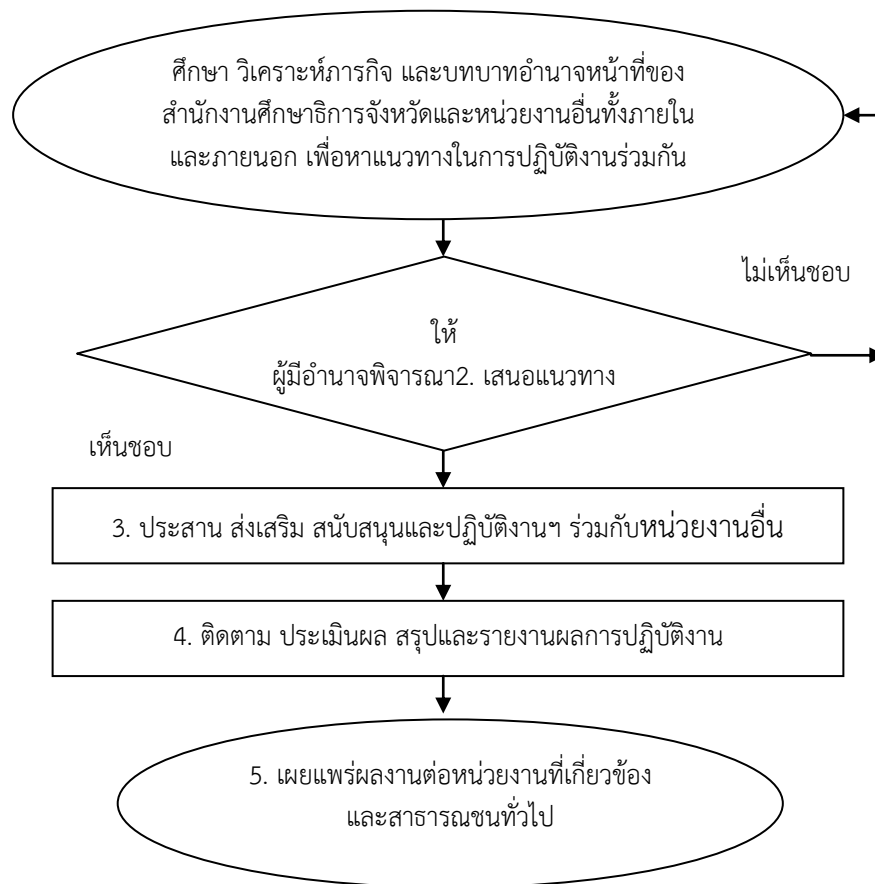 ศึกษา วิเคราะห์ภารกิจ และบทบาทอำนาจหน้าที่ของ
สำนักงานศึกษาธิการจังหวัดและหน่วยงานอื่นทั้งภายใน
และภายนอก เพื่อหาแนวทางในการปฏิบัติงานร่วมกัน
ไม่เห็นชอบ
ให้
ผู้มีอำนาจพิจารณา2. เสนอแนวทาง
เห็นชอบ
3. ประสาน ส่งเสริม สนับสนุนและปฏิบัติงานฯ ร่วมกับหน่วยงานอื่น
4. ติดตาม ประเมินผล สรุปและรายงานผลการปฏิบัติงาน
5. เผยแพร่ผลงานต่อหน่วยงานที่เกี่ยวข้อง
และสาธารณชนทั่วไป